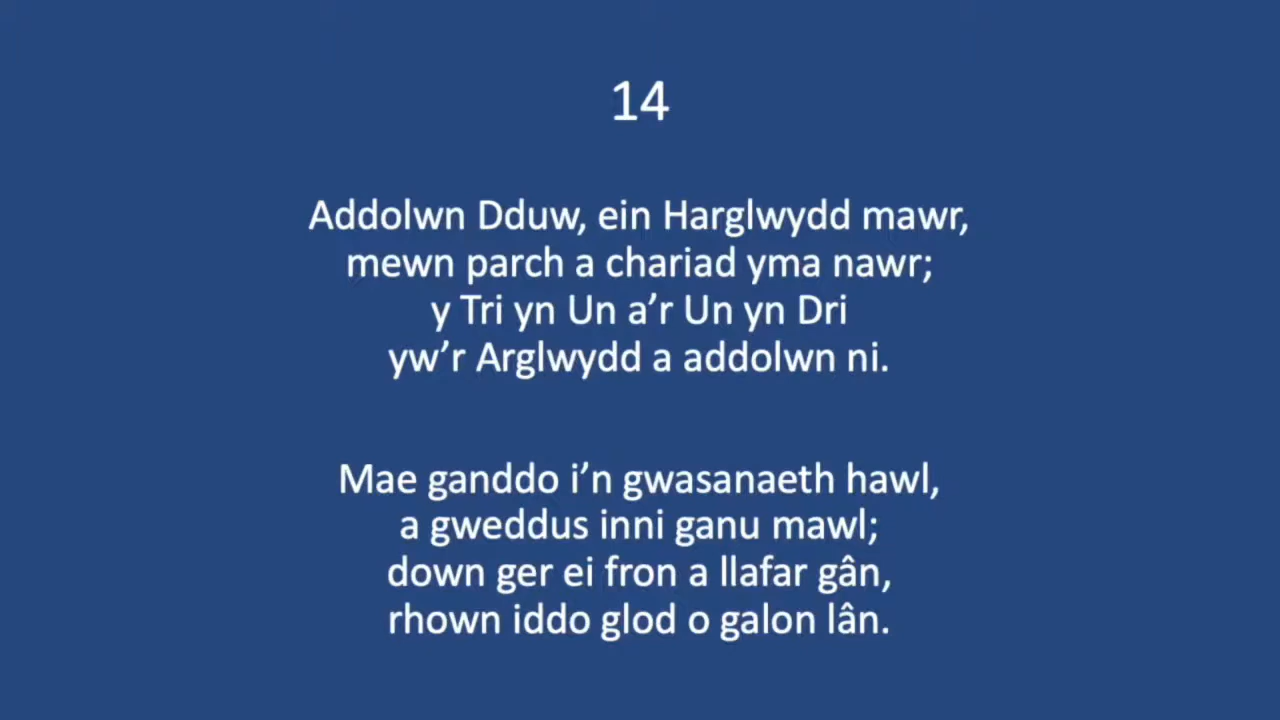 14
Addolwn Dduw, ein Harglwydd mawr,
mewn parch a chariad yma nawr;
y Tri yn Un a’r Un yn Dri
yw’r Arglwydd a addolwn ni.
Mae ganddo i’n gwasanaeth hawl,
a gweddus inni ganu mawl;
down ger ei fron a llafar gân,
rhown iddo glod o galon lân.